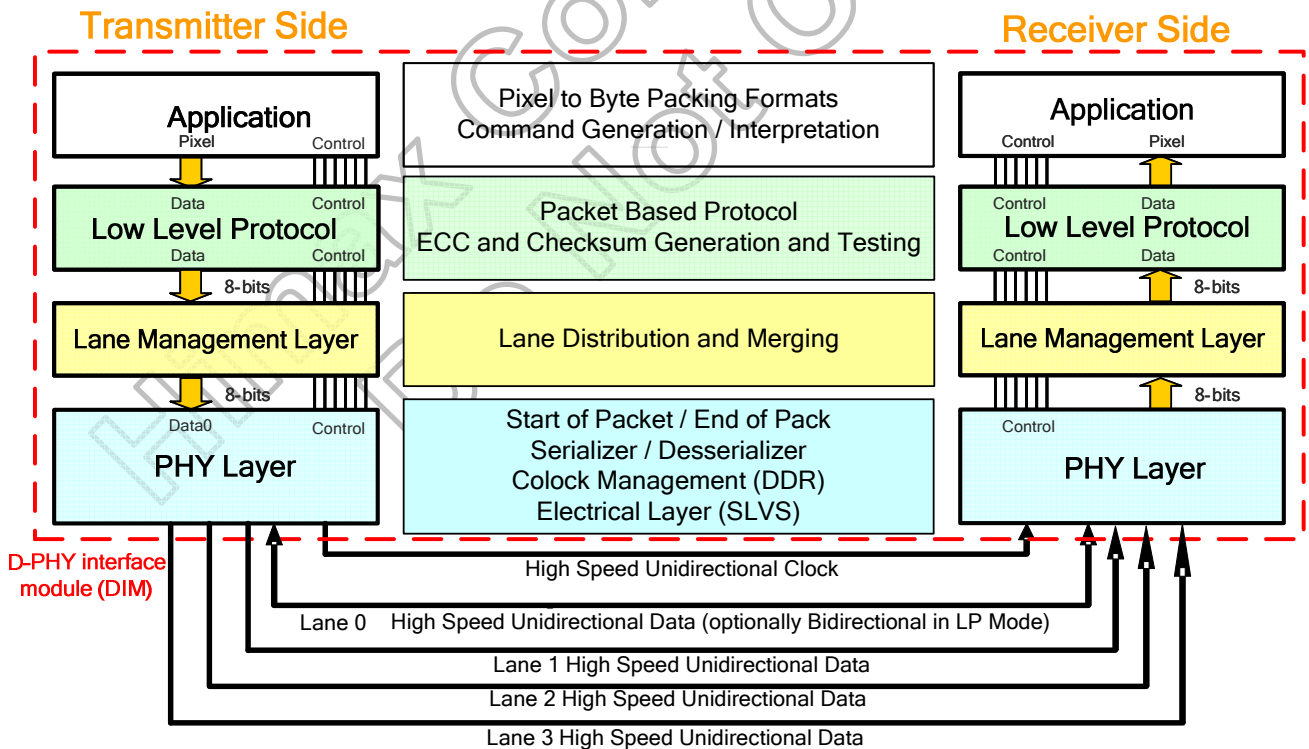 Transmitter Side
Receiver Side
Application
Pixel
Control
Pixel to Byte Packing Formats
Command Generation / Interpretation
Application
Control
Pixel
Data
Control
Low Level Protocol
Data
Control
8-bits
Packet Based Protocol
ECC and Checksum Generation and Testing
Control
Data
Low Level Protocol
Control
Data
8-bits
Lane Management Layer
8-bits
Lane Distribution and Merging
Lane Management Layer
8-bits
Data0
Control
PHY Layer
Start of Packet / End of Pack
Serializer / Desserializer
Colock Management (DDR)
Electrical Layer (SLVS)
Control
PHY Layer
D-PHY interface
module (DIM)
High Speed Unidirectional Clock
Lane 0 High Speed Unidirectional Data (optionally Bidirectional in LP Mode)
Lane 1 High Speed Unidirectional Data
Lane 2 High Speed Unidirectional Data
Lane 3 High Speed Unidirectional Data
Himax
Not